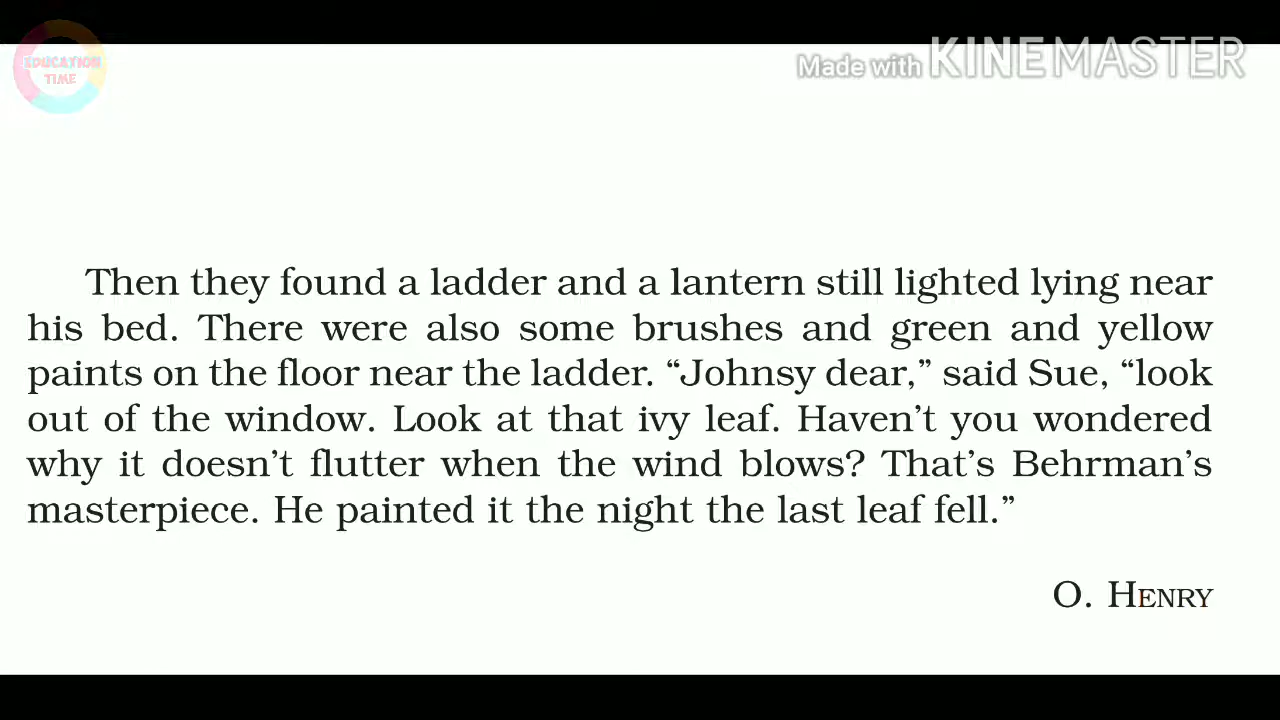 EDUCATION
TIME
Made with KINEMASTER
Then they found a ladder and a lantern still lighted lying near
his bed. There were also some brushes and green and yellow
paints on the floor near the ladder. “Johnsy dear,” said Sue, “look
out of the window. Look at that ivy leaf. Haven’t you wondered
why it doesn’t flutter when the wind blows? That’s Behrman’s
masterpiece. He painted it the night the last leaf fell.”
O. HENRY